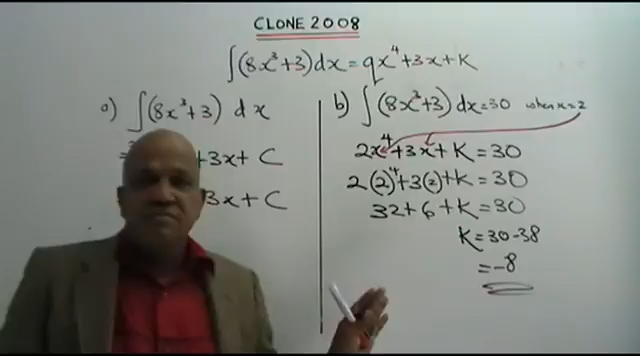 CLONE 2008
∫(8x³+3)dx=qx⁴+3x+K
a) ∫(8x³+3) dx
= +3x+C
3x+C
b) ∫(8x³+3)dx=30 when x=2
2x⁴+3x+K=30
2(2)⁴+3(2)+K=30
32+6+K=30
K=30-38
=-8